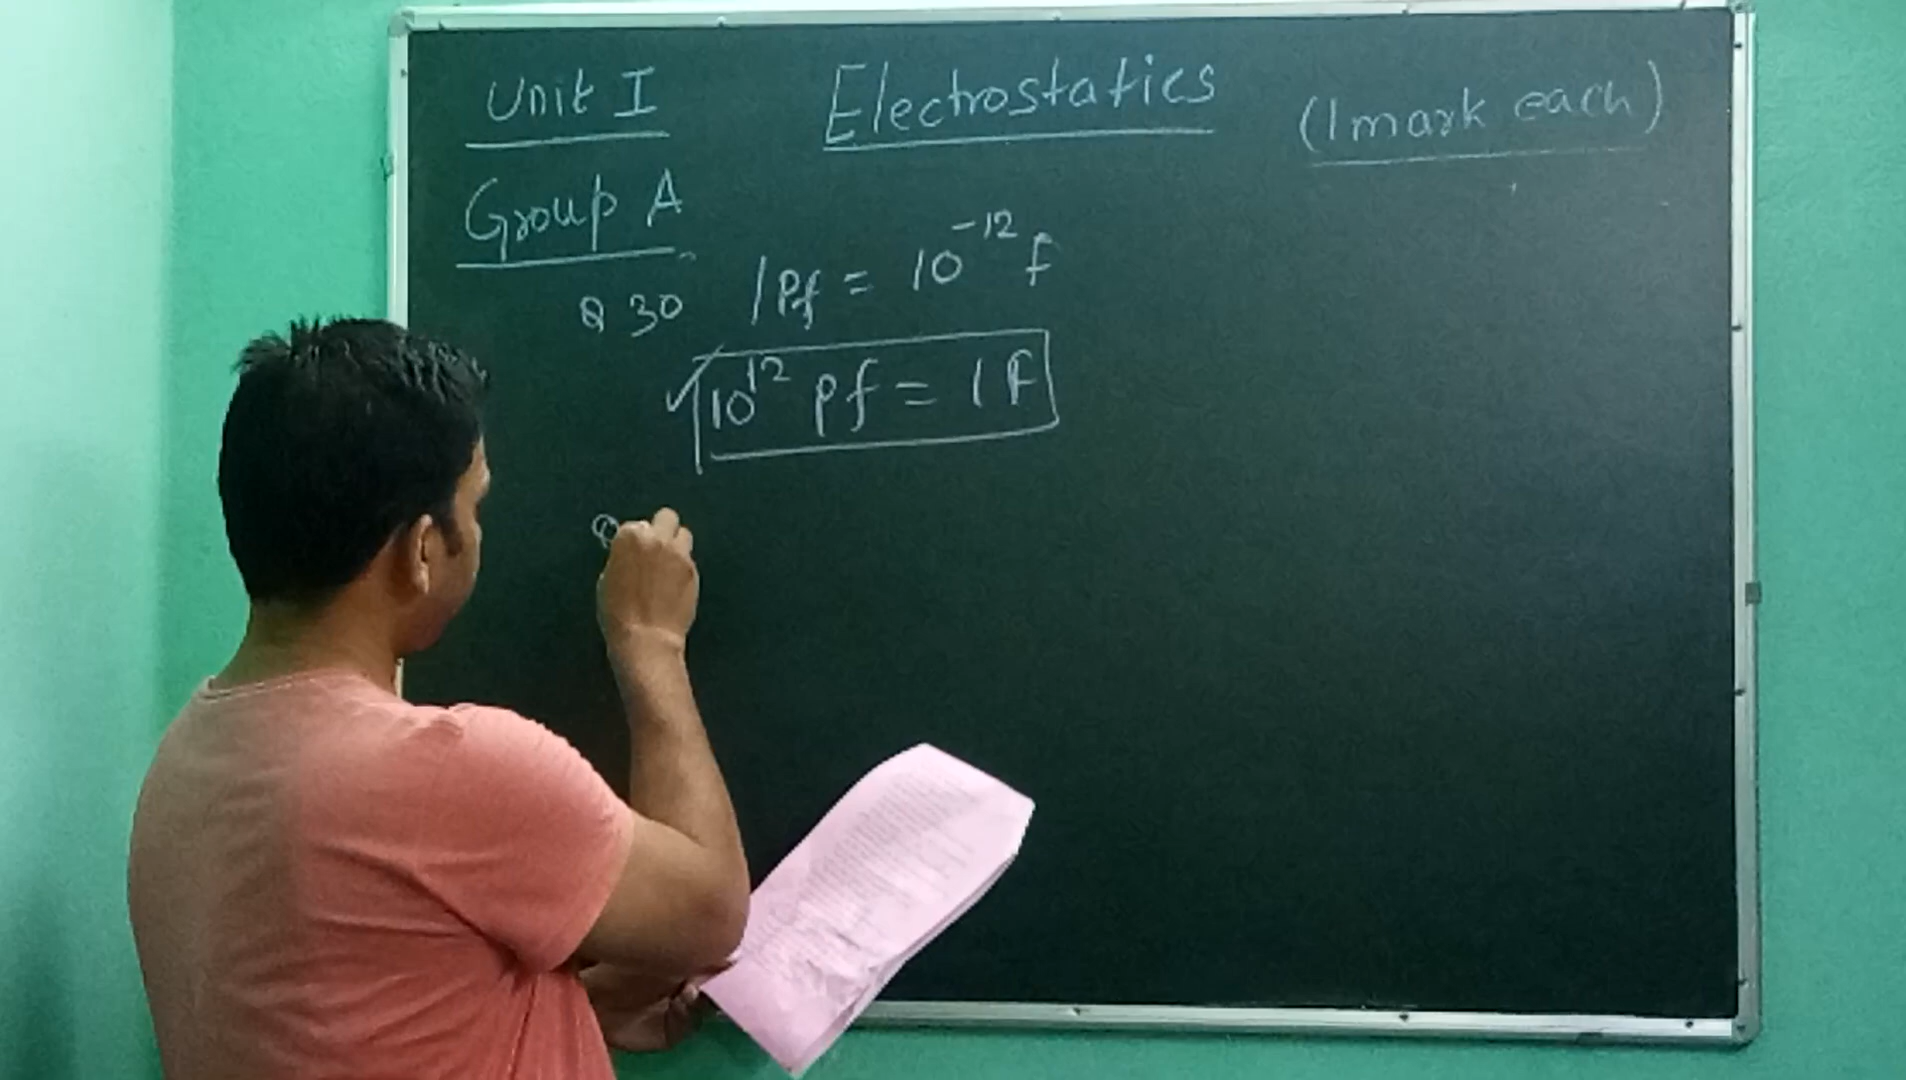 Unit I Electrostatics (1 mark each)
Group A
Q 30 1 Pf = 10⁻¹² f
10¹² pf = 1 F
Q